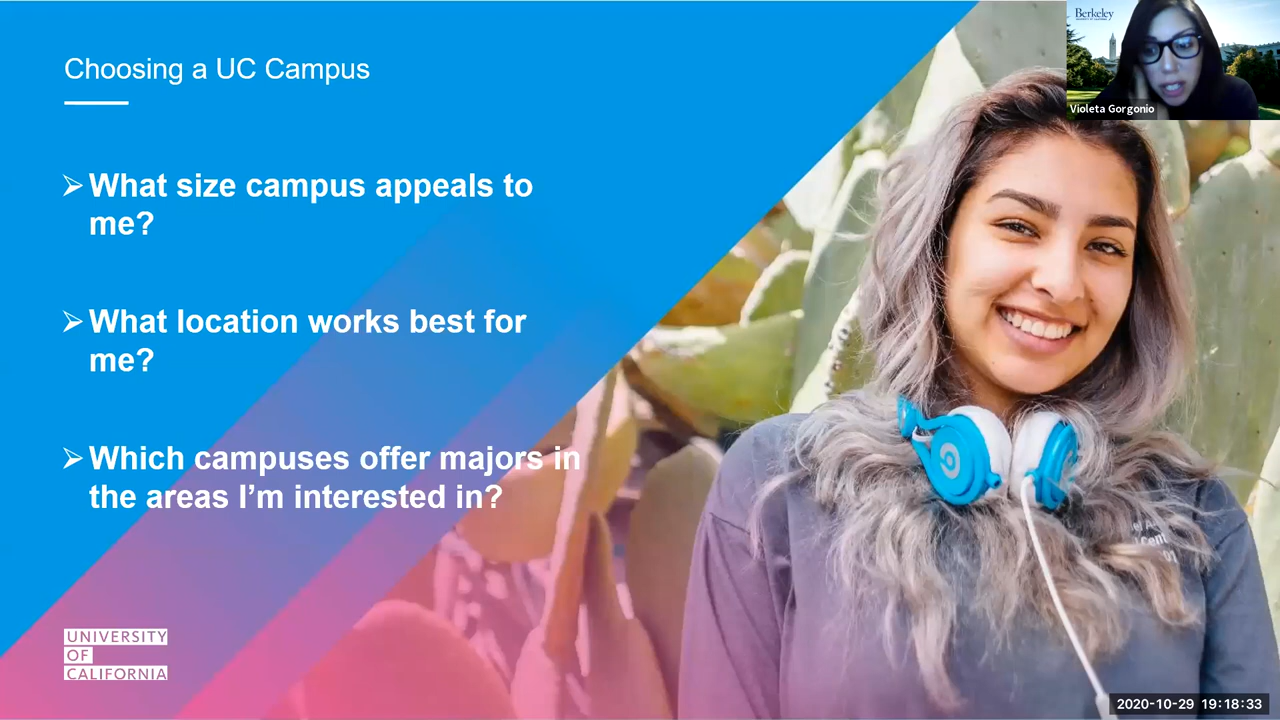 Choosing a UC Campus
➢What size campus appeals to
me?
➢What location works best for
me?
➢Which campuses offer majors in
the areas I’m interested in?
UNIVERSITY
OF
CALIFORNIA
Berkeley
Violeta Gorgonio
2020-10-29 19:18:33